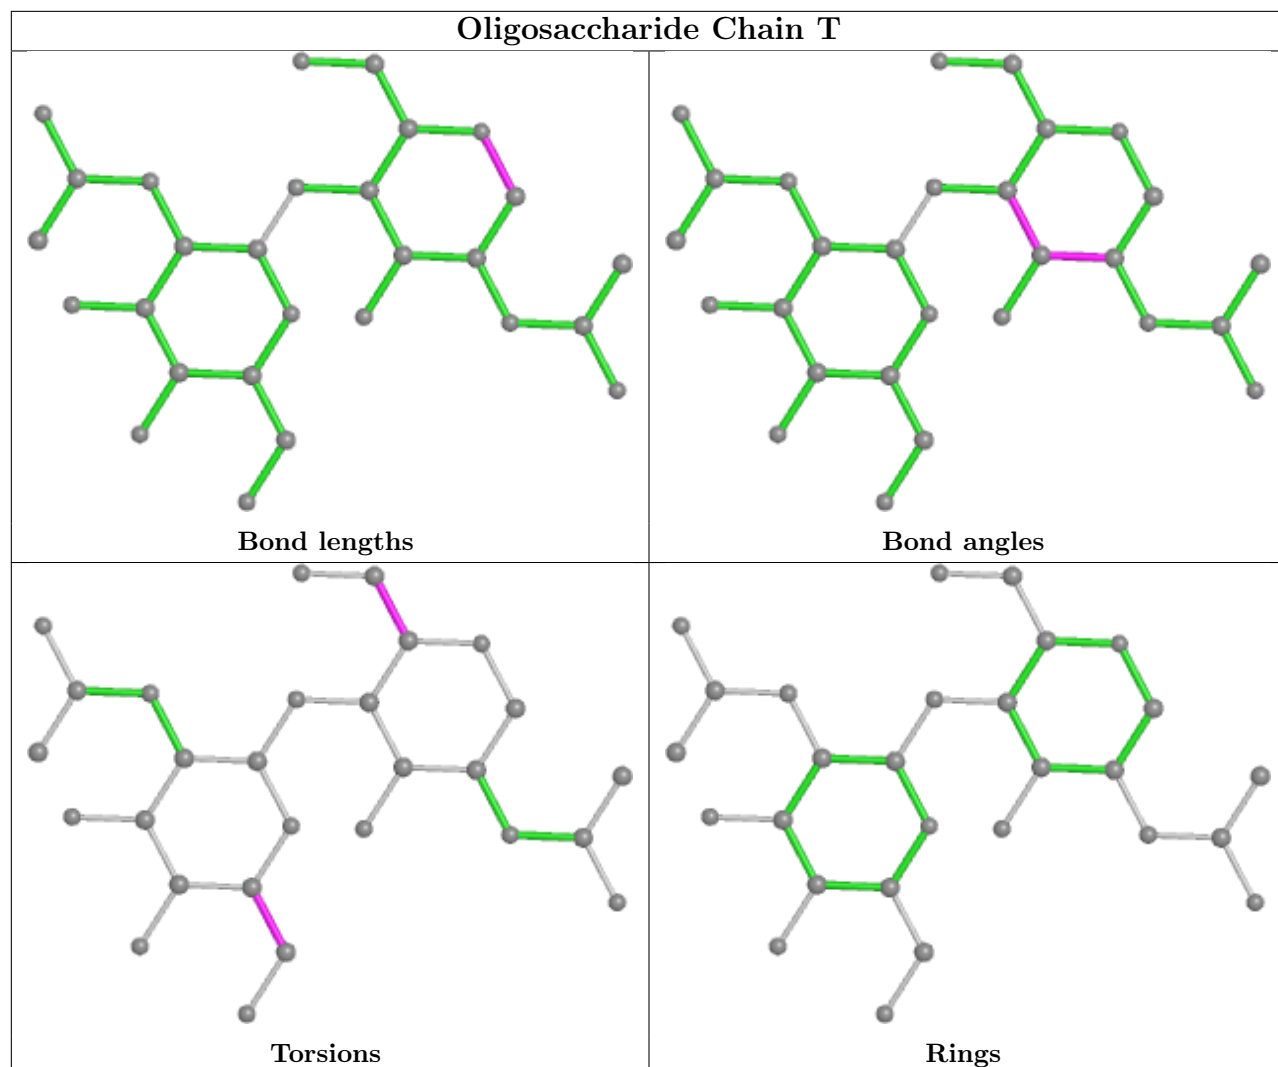 Oligosaccharide Chain T
Bond lengths
Bond angles
Torsions
Rings